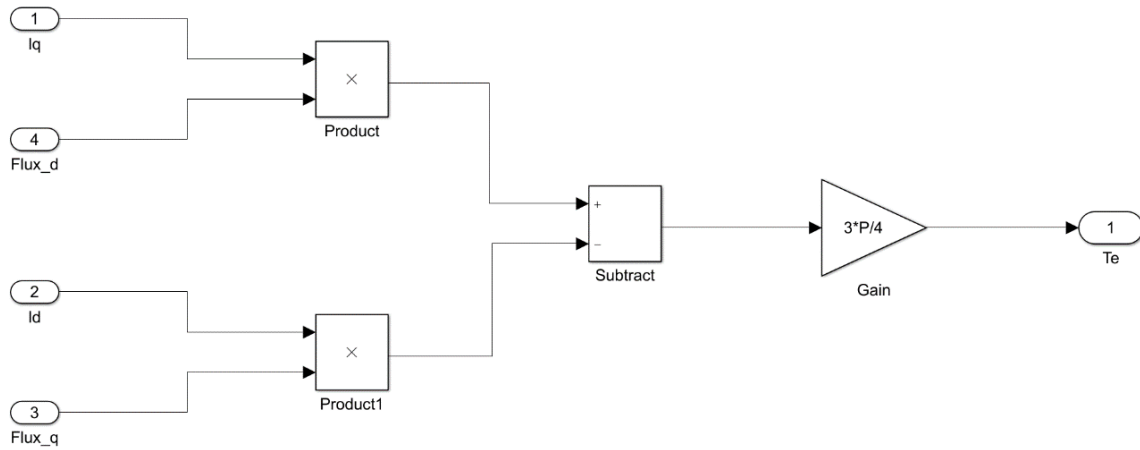 1
Iq
×
Product
4
Flux_d
+
−
Subtract
3*P/4
Gain
1
Te
2
Id
×
Product1
3
Flux_q